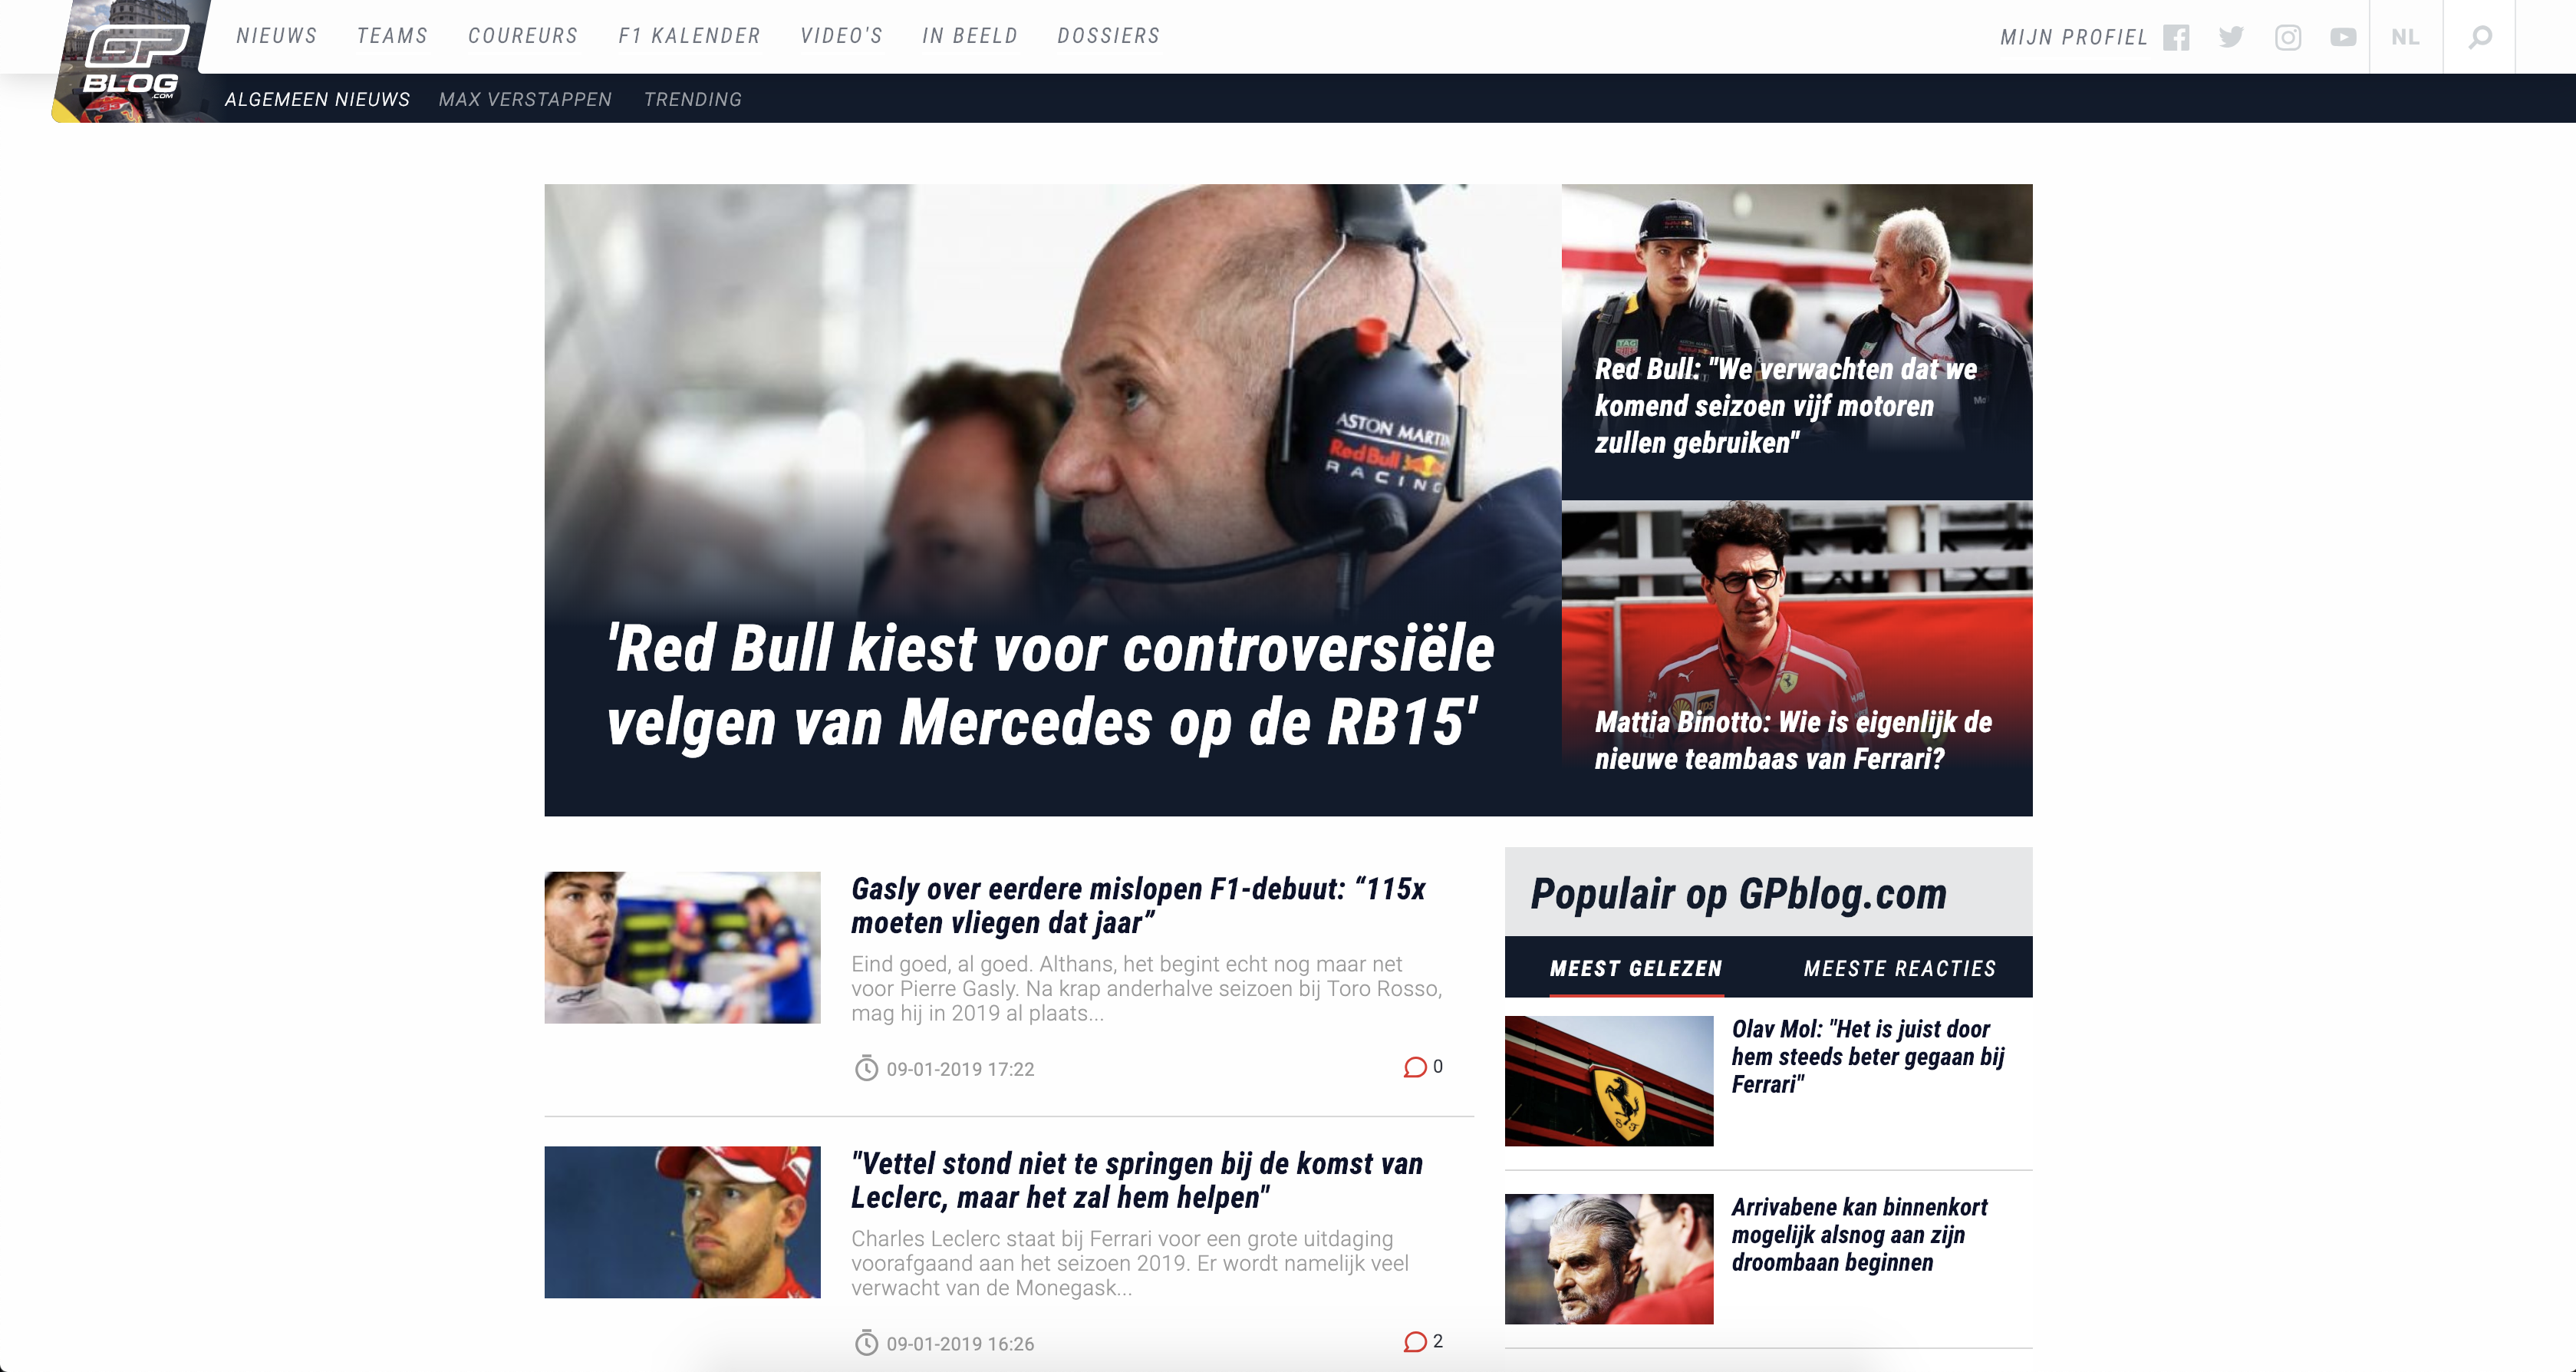 GP
BLOG
.COM
NIEUWS TEAMS COUREURS F1 KALENDER VIDEO'S IN BEELD DOSSIERS
MIJN PROFIEL NL
ALGEMEEN NIEUWS MAX VERSTAPPEN TRENDING
ASTON MARTIN
Red Bull
RACING
'Red Bull kiest voor controversiële
velgen van Mercedes op de RB15'
TAG
Red Bull: "We verwachten dat we
komend seizoen vijf motoren
zullen gebruiken"
ups
Mattia Binotto: Wie is eigenlijk de
nieuwe teambaas van Ferrari?
Gasly over eerdere mislopen F1-debuut: “115x
moeten vliegen dat jaar”
Eind goed, al goed. Althans, het begint echt nog maar net
voor Pierre Gasly. Na krap anderhalve seizoen bij Toro Rosso,
mag hij in 2019 al plaats...
09-01-2019 17:22 0
"Vettel stond niet te springen bij de komst van
Leclerc, maar het zal hem helpen"
Charles Leclerc staat bij Ferrari voor een grote uitdaging
voorafgaand aan het seizoen 2019. Er wordt namelijk veel
verwacht van de Monegask...
09-01-2019 16:26 2
Populair op GPblog.com
MEEST GELEZEN MEESTE REACTIES
Olav Mol: "Het is juist door
hem steeds beter gegaan bij
Ferrari"
S F
Arrivabene kan binnenkort
mogelijk alsnog aan zijn
droombaan beginnen